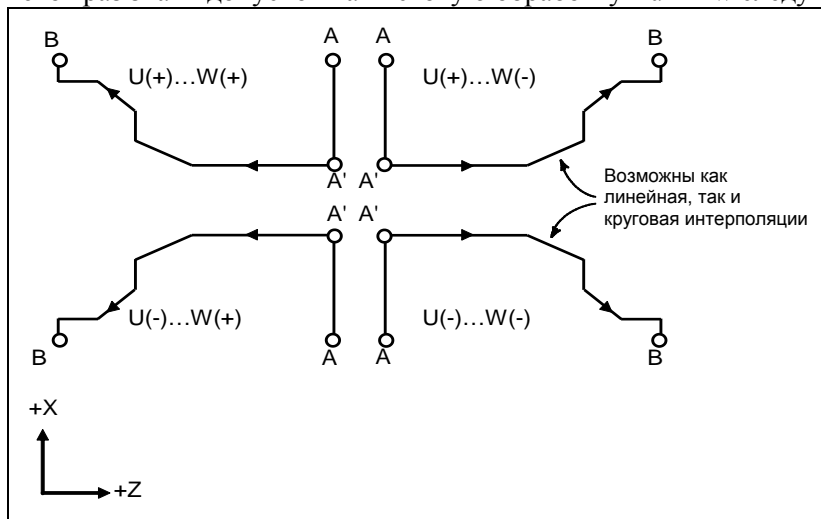 B A A B
U(+)...W(+) U(+)...W(-)
A' A'
Возможны как
линейная, так и
круговая интерполяции
A' A'
U(-)...W(+) U(-)...W(-)
B A A B
+X
+Z